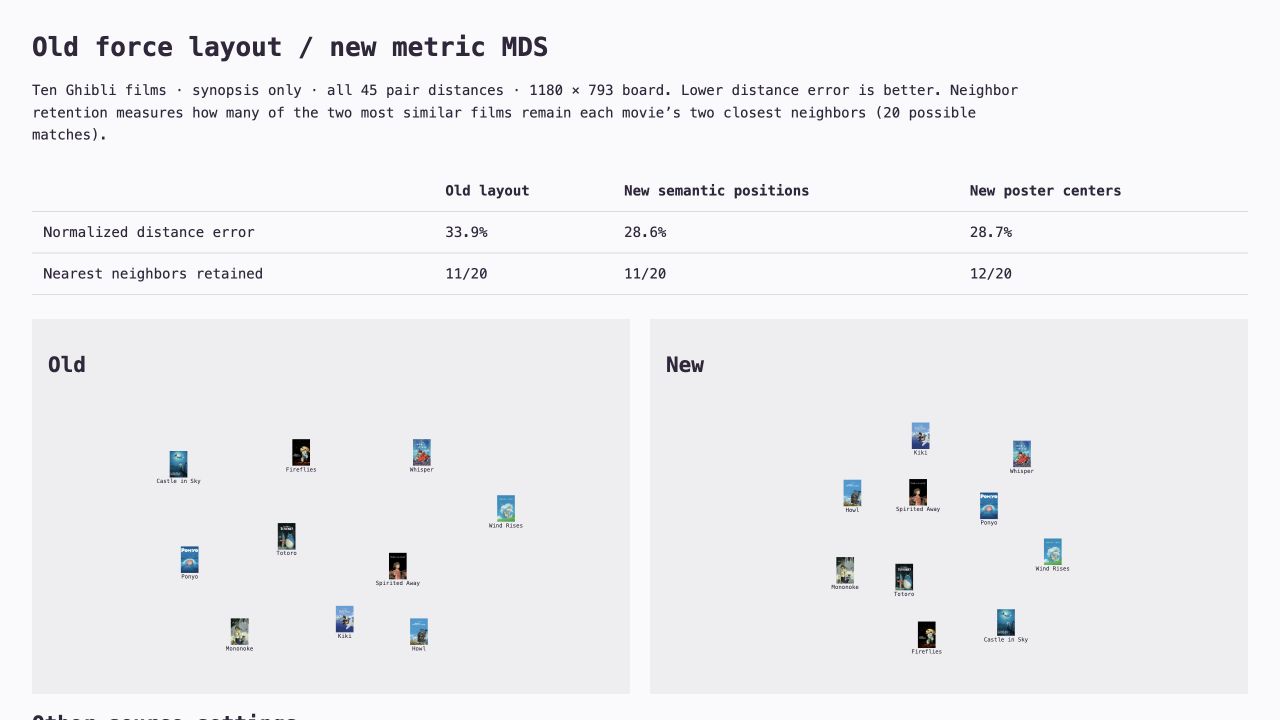 Old force layout / new metric MDS
Ten Ghibli films · synopsis only · all 45 pair distances · 1180 × 793 board. Lower distance error is better. Neighbor
retention measures how many of the two most similar films remain each movie’s two closest neighbors (20 possible
matches).
Old layout New semantic positions New poster centers
Normalized distance error 33.9% 28.6% 28.7%
Nearest neighbors retained 11/20 11/20 12/20
Old
Castle in Sky
Fireflies
Whisper
Wind Rises
Totoro
PONYO
Ponyo
Spirited Away
Mononoke
Kiki
Howl
New
Kiki
Whisper
Howl
Spirited Away
PONYO
Ponyo
Wind Rises
Mononoke
Totoro
Castle in Sky
Fireflies
Other source settings